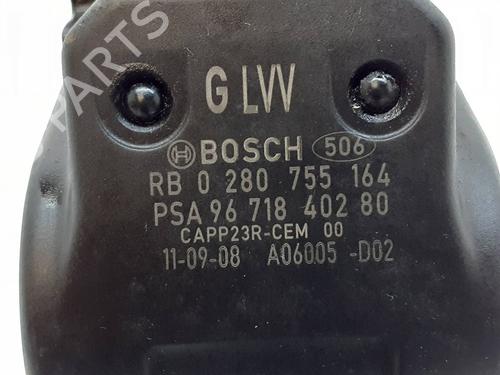 PARTS
G LVV
BOSCH 506
RB 0 280 755 164
PSA 96 718 402 80
CAPP23R-CEM 00
11-09-08 A06005 -D02